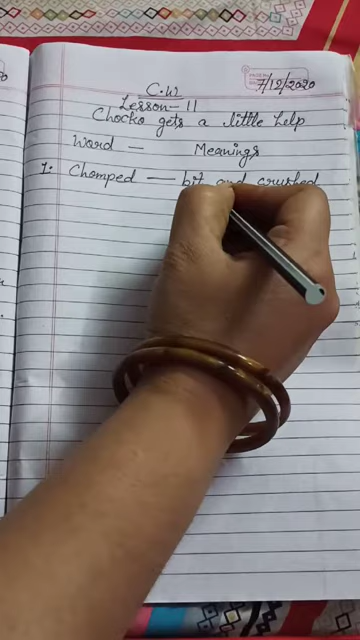 C.W
7/12/2020
Lesson - 11
Chocko gets a little help
Word — Meanings
1. Chomped — bit and crushed